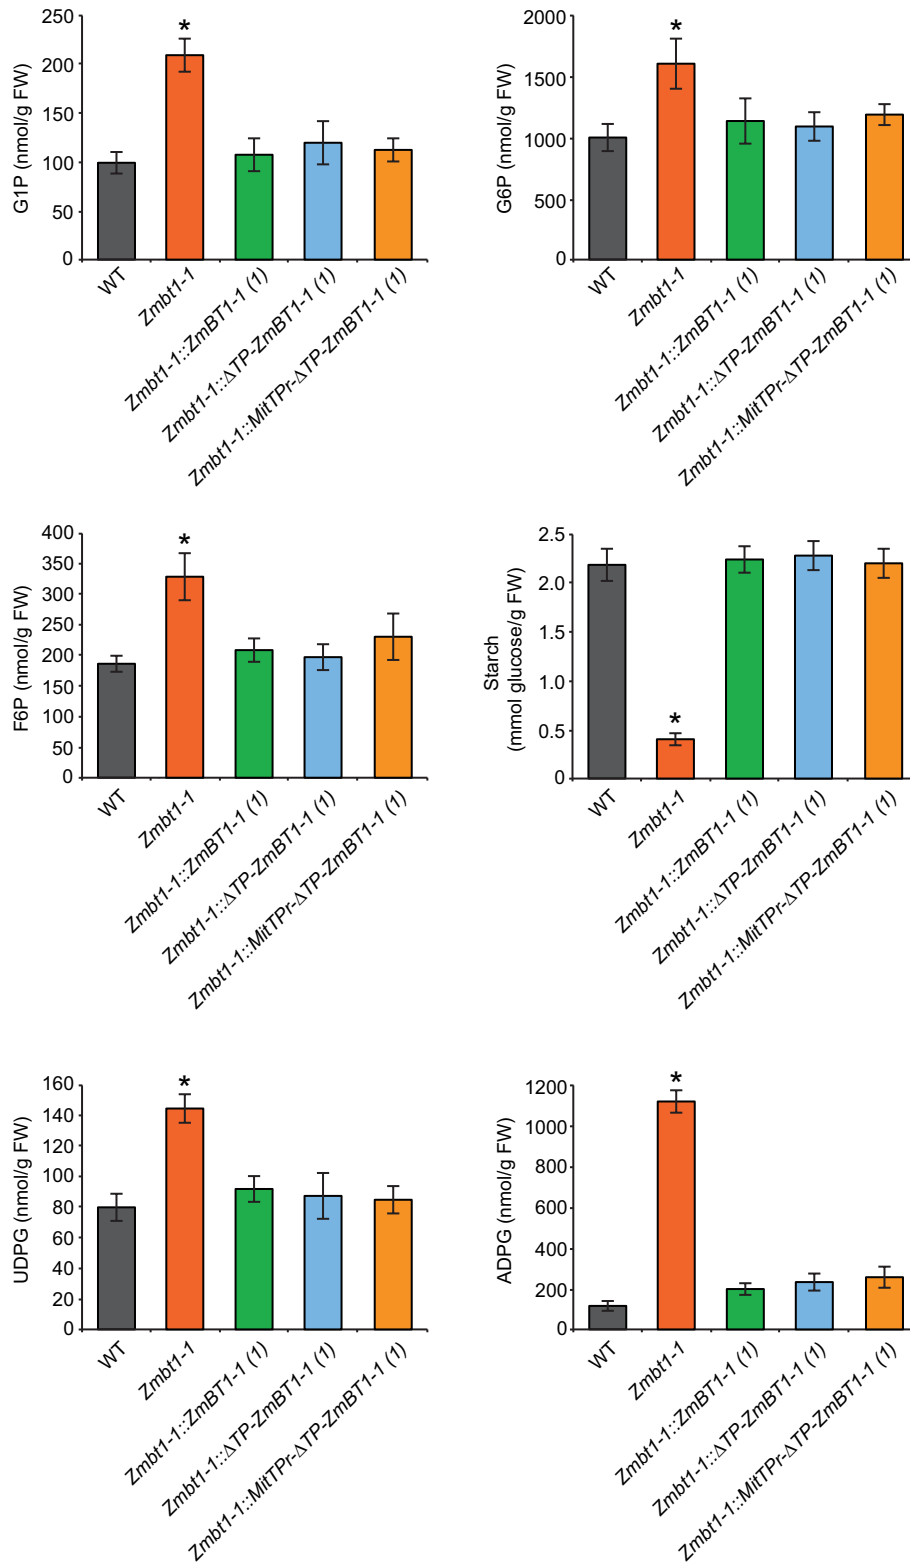 250
200
150
100
50
0
G1P (nmol/g FW)
*
WT
Zmbt1-1
Zmbt1-1::ZmBT1-1 (1)
Zmbt1-1::ΔTP-ZmBT1-1 (1)
Zmbt1-1::MitTPr-ΔTP-ZmBT1-1 (1)
2000
1500
1000
500
0
G6P (nmol/g FW)
*
WT
Zmbt1-1
Zmbt1-1::ZmBT1-1 (1)
Zmbt1-1::ΔTP-ZmBT1-1 (1)
Zmbt1-1::MitTPr-ΔTP-ZmBT1-1 (1)
400
350
300
250
200
150
100
50
0
F6P (nmol/g FW)
*
WT
Zmbt1-1
Zmbt1-1::ZmBT1-1 (1)
Zmbt1-1::ΔTP-ZmBT1-1 (1)
Zmbt1-1::MitTPr-ΔTP-ZmBT1-1 (1)
2.5
2.0
1.5
1.0
0.5
0
Starch
(mmol glucose/g FW)
*
WT
Zmbt1-1
Zmbt1-1::ZmBT1-1 (1)
Zmbt1-1::ΔTP-ZmBT1-1 (1)
Zmbt1-1::MitTPr-ΔTP-ZmBT1-1 (1)
160
140
120
100
80
60
40
20
0
UDPG (nmol/g FW)
*
WT
Zmbt1-1
Zmbt1-1::ZmBT1-1 (1)
Zmbt1-1::ΔTP-ZmBT1-1 (1)
Zmbt1-1::MitTPr-ΔTP-ZmBT1-1 (1)
1200
1000
800
600
400
200
0
ADPG (nmol/g FW)
*
WT
Zmbt1-1
Zmbt1-1::ZmBT1-1 (1)
Zmbt1-1::ΔTP-ZmBT1-1 (1)
Zmbt1-1::MitTPr-ΔTP-ZmBT1-1 (1)